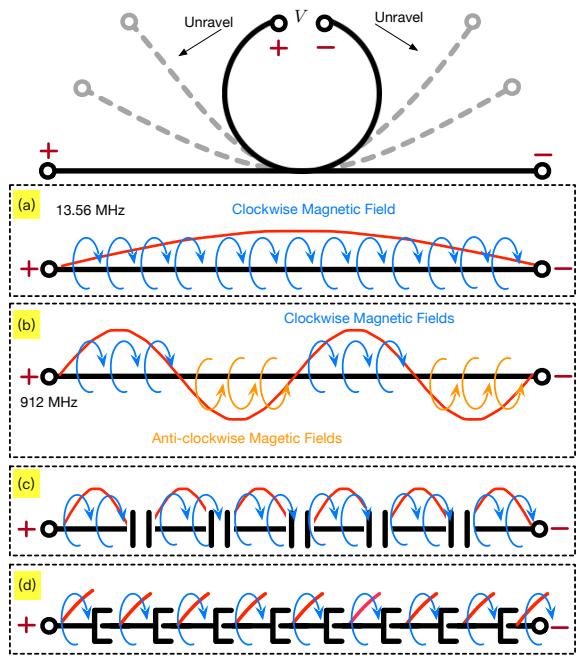 Unravel V Unravel
+ −
+ −
(a)
13.56 MHz
Clockwise Magnetic Field
+ −
(b)
Clockwise Magnetic Fields
+ −
912 MHz
Anti-clockwise Magetic Fields
(c)
+ −
(d)
+ −